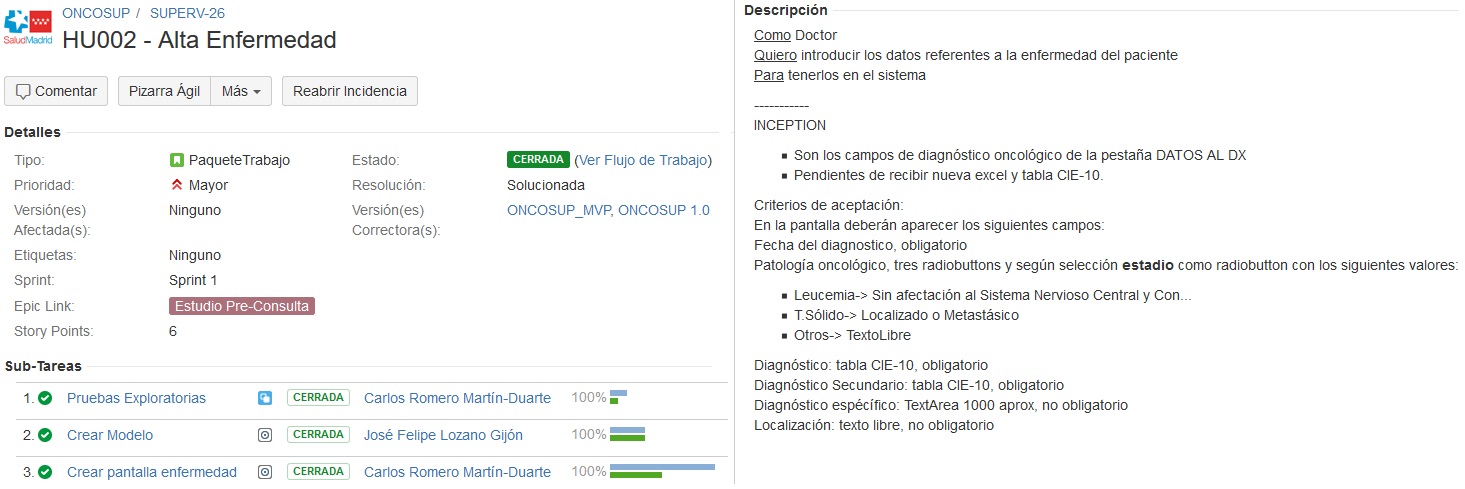 SaludMadrid
ONCOSUP / SUPERV-26
HU002 - Alta Enfermedad
Comentar Pizarra Ágil Más Reabrir Incidencia
Detalles
Tipo: PaqueteTrabajo Estado: CERRADA (Ver Flujo de Trabajo)
Prioridad: Mayor Resolución: Solucionada
Versión(es) Afectada(s): Ninguno Versión(es) Correctora(s): ONCOSUP_MVP, ONCOSUP 1.0
Etiquetas: Ninguno
Sprint: Sprint 1
Epic Link: Estudio Pre-Consulta
Story Points: 6
Sub-Tareas
1. Pruebas Exploratorias CERRADA Carlos Romero Martín-Duarte 100%
2. Crear Modelo CERRADA José Felipe Lozano Gijón 100%
3. Crear pantalla enfermedad CERRADA Carlos Romero Martín-Duarte 100%
Descripción
Como Doctor
Quiero introducir los datos referentes a la enfermedad del paciente
Para tenerlos en el sistema
-----------
INCEPTION
Son los campos de diagnóstico oncológico de la pestaña DATOS AL DX
Pendientes de recibir nueva excel y tabla CIE-10.
Criterios de aceptación:
En la pantalla deberán aparecer los siguientes campos:
Fecha del diagnostico, obligatorio
Patología oncológico, tres radiobuttons y según selección estadio como radiobutton con los siguientes valores:
Leucemia-> Sin afectación al Sistema Nervioso Central y Con...
T.Sólido-> Localizado o Metastásico
Otros-> TextoLibre
Diagnóstico: tabla CIE-10, obligatorio
Diagnóstico Secundario: tabla CIE-10, obligatorio
Diagnóstico espécífico: TextArea 1000 aprox, no obligatorio
Localización: texto libre, no obligatorio